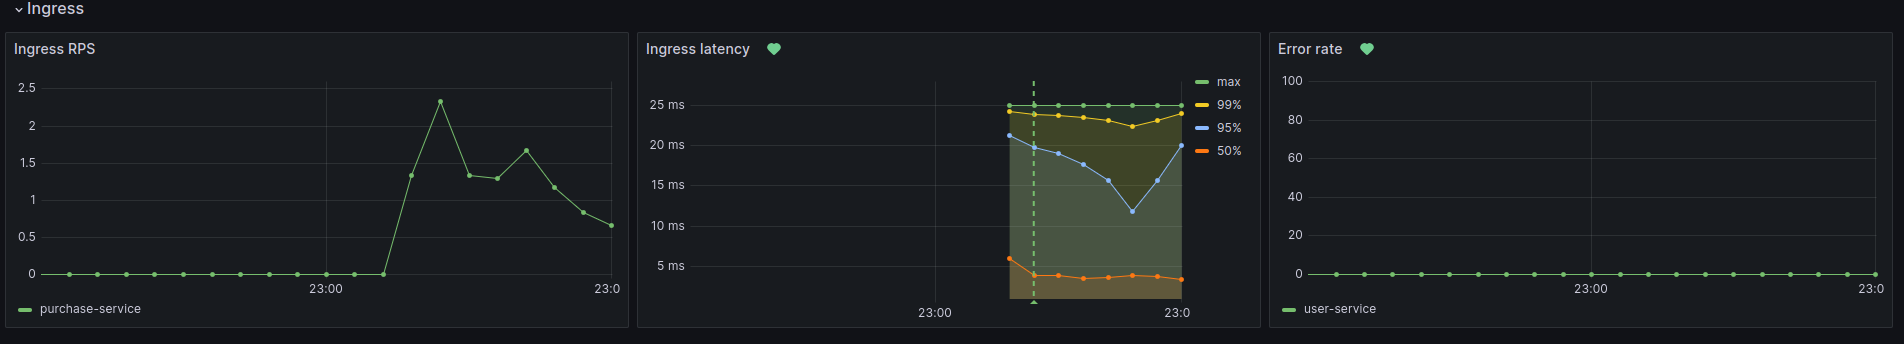 Ingress
Ingress RPS
2.5
2
1.5
1
0.5
0
23:00
23:0
purchase-service
Ingress latency
25 ms
20 ms
15 ms
10 ms
5 ms
23:00
23:0
max
99%
95%
50%
Error rate
100
80
60
40
20
0
23:00
23:0
user-service